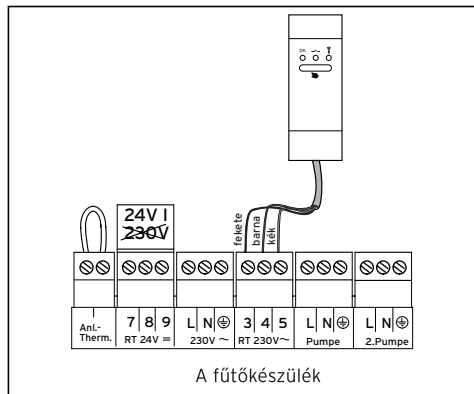 OK
24V I
230V
fekete
barna
kék
Anl.-
Therm.
7 8 9
RT 24V =
L N
230V ~
3 4 5
RT 230V~
L N
Pumpe
L N
2.Pumpe
A fűtőkészülék